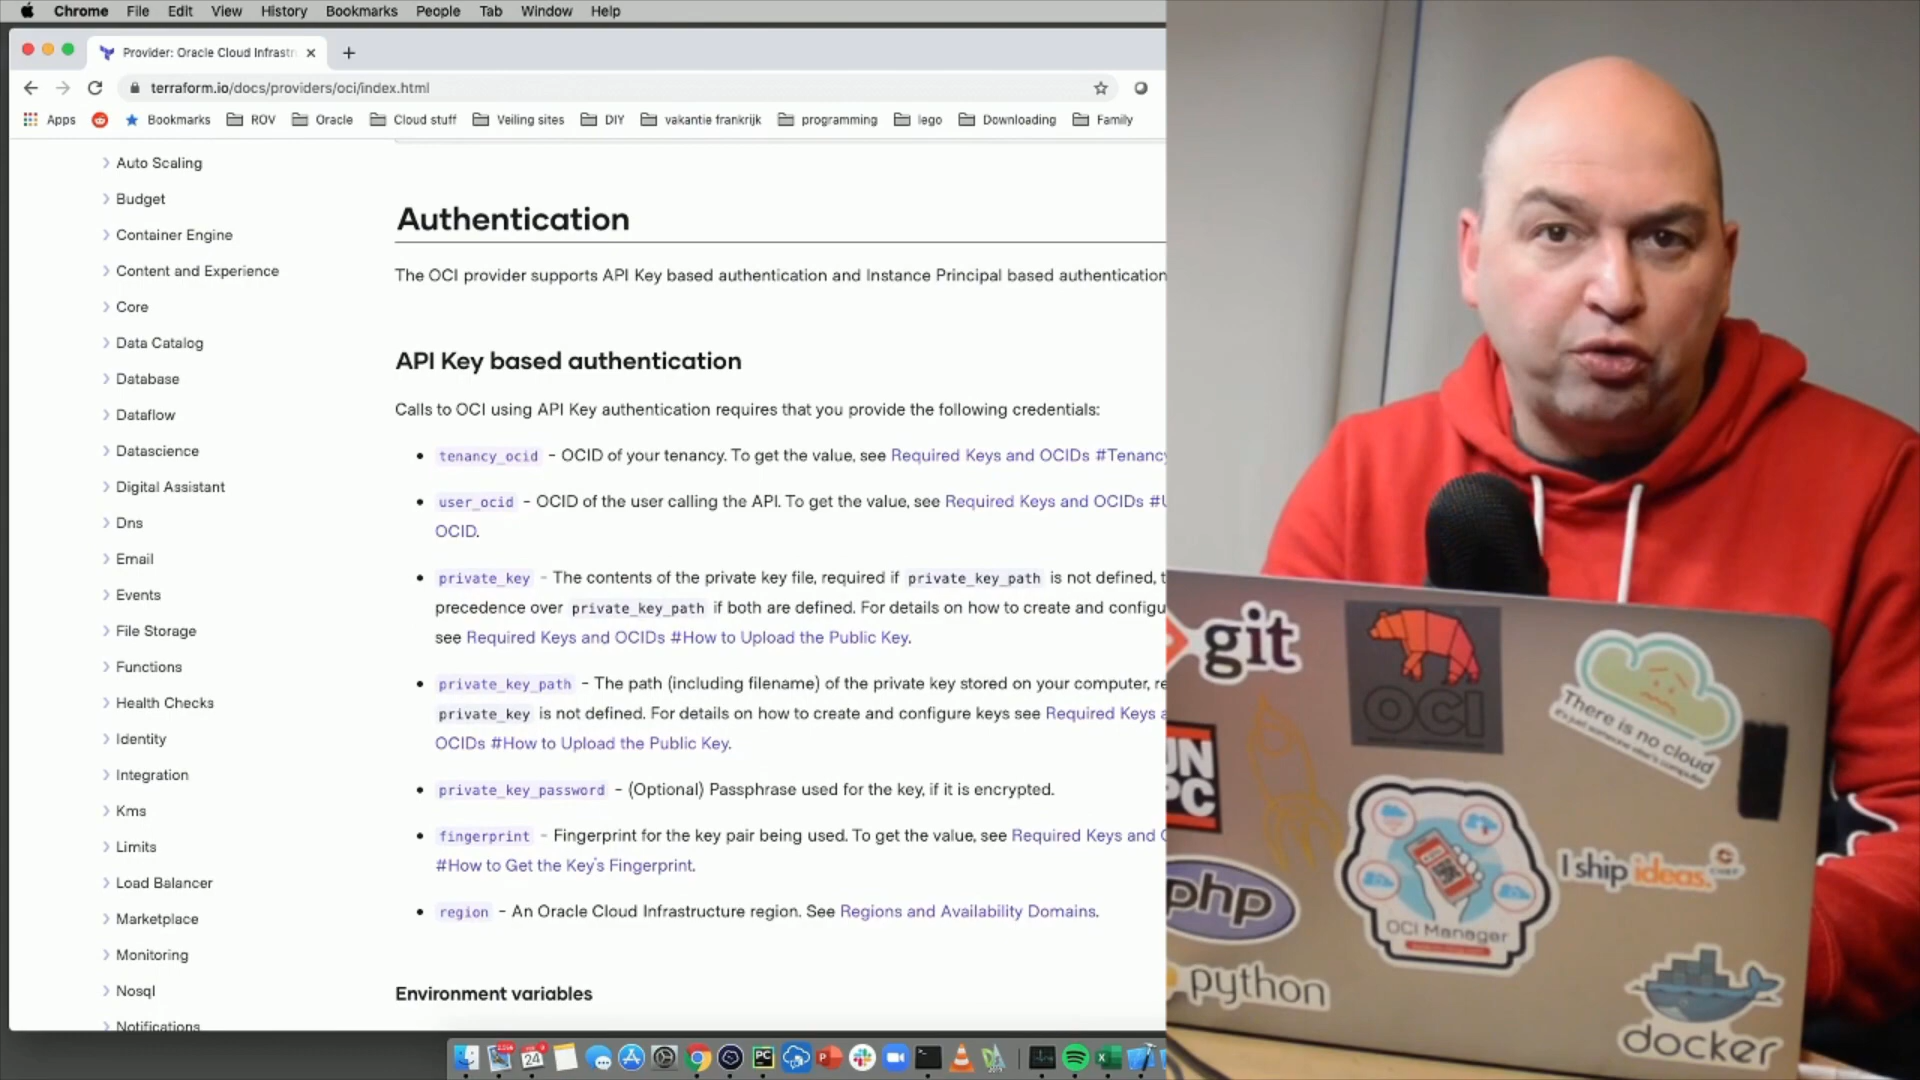 Chrome File Edit View History Bookmarks People Tab Window Help
Provider: Oracle Cloud Infrastr
terraform.io/docs/providers/oci/index.html
Apps Bookmarks ROV Oracle Cloud stuff Veiling sites DIY vakantie frankrijk programming lego Downloading Family
Auto Scaling
Budget
Container Engine
Content and Experience
Core
Data Catalog
Database
Dataflow
Datascience
Digital Assistant
Dns
Email
Events
File Storage
Functions
Health Checks
Identity
Integration
Kms
Limits
Load Balancer
Marketplace
Monitoring
Nosql
Notifications
Authentication
The OCI provider supports API Key based authentication and Instance Principal based authentication
API Key based authentication
Calls to OCI using API Key authentication requires that you provide the following credentials:
tenancy_ocid - OCID of your tenancy. To get the value, see Required Keys and OCIDs #Tenancy
user_ocid - OCID of the user calling the API. To get the value, see Required Keys and OCIDs #U
OCID.
private_key - The contents of the private key file, required if private_key_path is not defined, t
precedence over private_key_path if both are defined. For details on how to create and configu
see Required Keys and OCIDs #How to Upload the Public Key.
private_key_path - The path (including filename) of the private key stored on your computer, re
private_key is not defined. For details on how to create and configure keys see Required Keys a
OCIDs #How to Upload the Public Key.
private_key_password - (Optional) Passphrase used for the key, if it is encrypted.
fingerprint - Fingerprint for the key pair being used. To get the value, see Required Keys and O
#How to Get the Key's Fingerprint.
region - An Oracle Cloud Infrastructure region. See Regions and Availability Domains.
Environment variables
24
PC
git
OCI
There is no cloud
it's just someone else's computer
UN
PC
php
OCI Manager
I ship ideas.
CHEF
python
docker